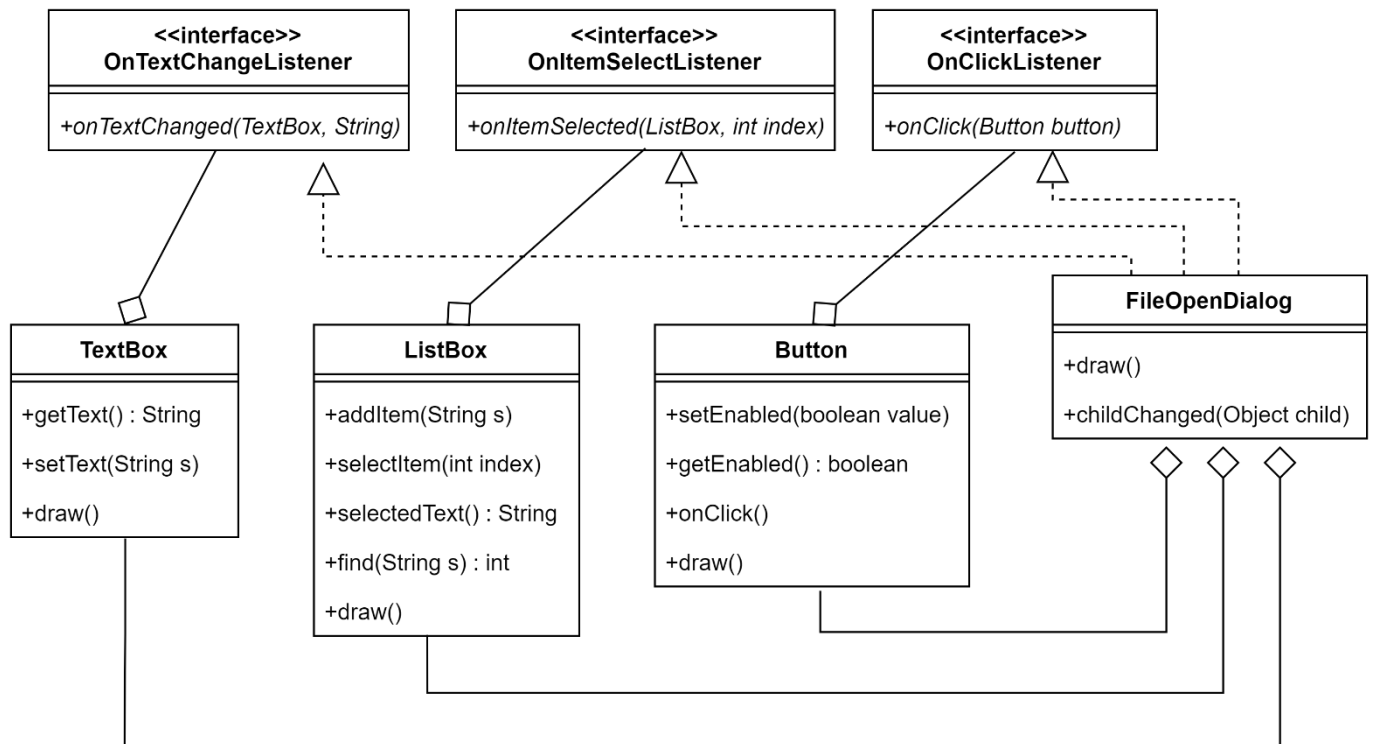 <<interface>>
OnTextChangeListener
+onTextChanged(TextBox, String)
<<interface>>
OnItemSelectListener
+onItemSelected(ListBox, int index)
<<interface>>
OnClickListener
+onClick(Button button)
FileOpenDialog
+draw()
+childChanged(Object child)
TextBox
+getText() : String
+setText(String s)
+draw()
ListBox
+addItem(String s)
+selectItem(int index)
+selectedText() : String
+find(String s) : int
+draw()
Button
+setEnabled(boolean value)
+getEnabled() : boolean
+onClick()
+draw()